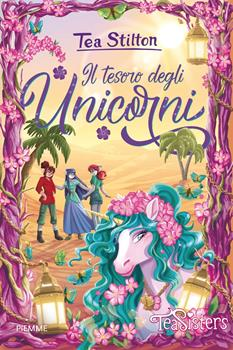 Tea Stilton
Il tesoro degli
Unicorni
TeaSisters
PIEMME